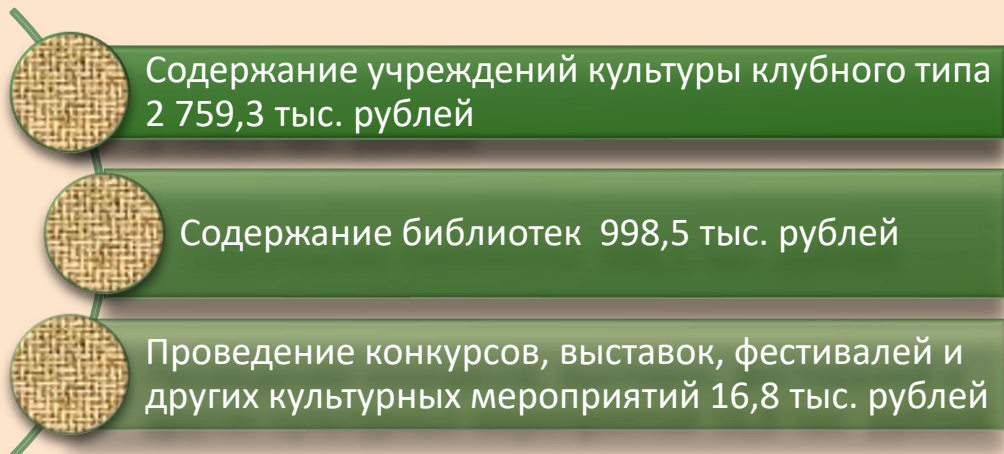 Содержание учреждений культуры клубного типа
2 759,3 тыс. рублей
Содержание библиотек 998,5 тыс. рублей
Проведение конкурсов, выставок, фестивалей и
других культурных мероприятий 16,8 тыс. рублей